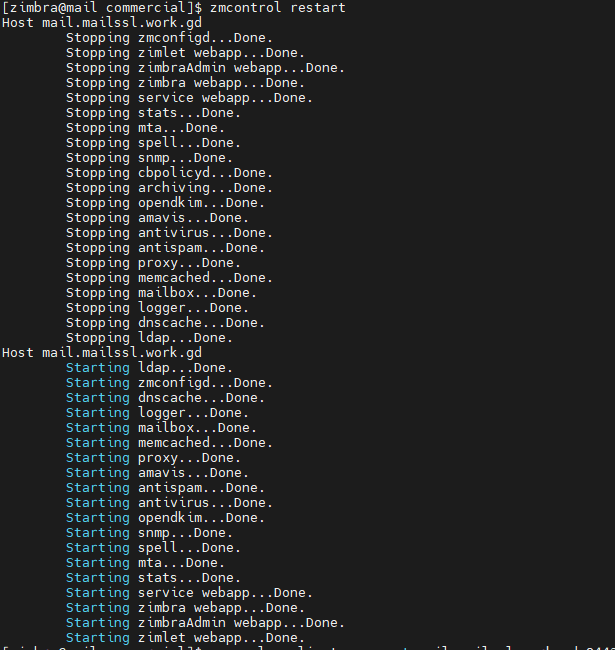 [zimbra@mail commercial]$ zmcontrol restart
Host mail.mailssl.work.gd
Stopping zmconfigd...Done.
Stopping zimlet webapp...Done.
Stopping zimbraAdmin webapp...Done.
Stopping zimbra webapp...Done.
Stopping service webapp...Done.
Stopping stats...Done.
Stopping mta...Done.
Stopping spell...Done.
Stopping snmp...Done.
Stopping cbpolicyd...Done.
Stopping archiving...Done.
Stopping opendkim...Done.
Stopping amavis...Done.
Stopping antivirus...Done.
Stopping antispam...Done.
Stopping proxy...Done.
Stopping memcached...Done.
Stopping mailbox...Done.
Stopping logger...Done.
Stopping dnscache...Done.
Stopping ldap...Done.
Host mail.mailssl.work.gd
Starting ldap...Done.
Starting zmconfigd...Done.
Starting dnscache...Done.
Starting logger...Done.
Starting mailbox...Done.
Starting memcached...Done.
Starting proxy...Done.
Starting amavis...Done.
Starting antispam...Done.
Starting antivirus...Done.
Starting opendkim...Done.
Starting snmp...Done.
Starting spell...Done.
Starting mta...Done.
Starting stats...Done.
Starting service webapp...Done.
Starting zimbra webapp...Done.
Starting zimbraAdmin webapp...Done.
Starting zimlet webapp...Done.